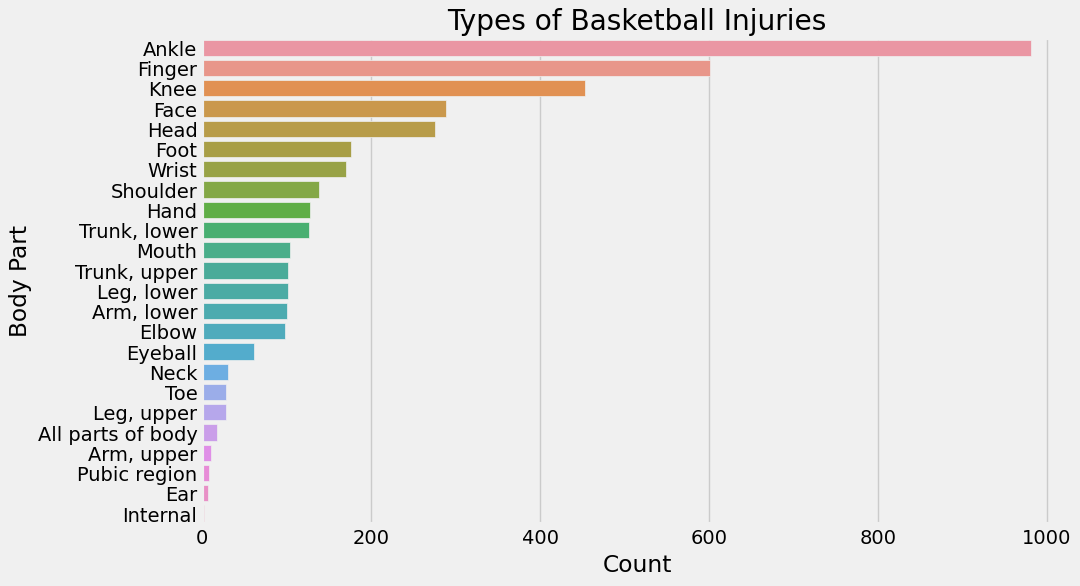 Types of Basketball Injuries
Body Part
Ankle
Finger
Knee
Face
Head
Foot
Wrist
Shoulder
Hand
Trunk, lower
Mouth
Trunk, upper
Leg, lower
Arm, lower
Elbow
Eyeball
Neck
Toe
Leg, upper
All parts of body
Arm, upper
Pubic region
Ear
Internal
0 200 400 600 800 1000
Count